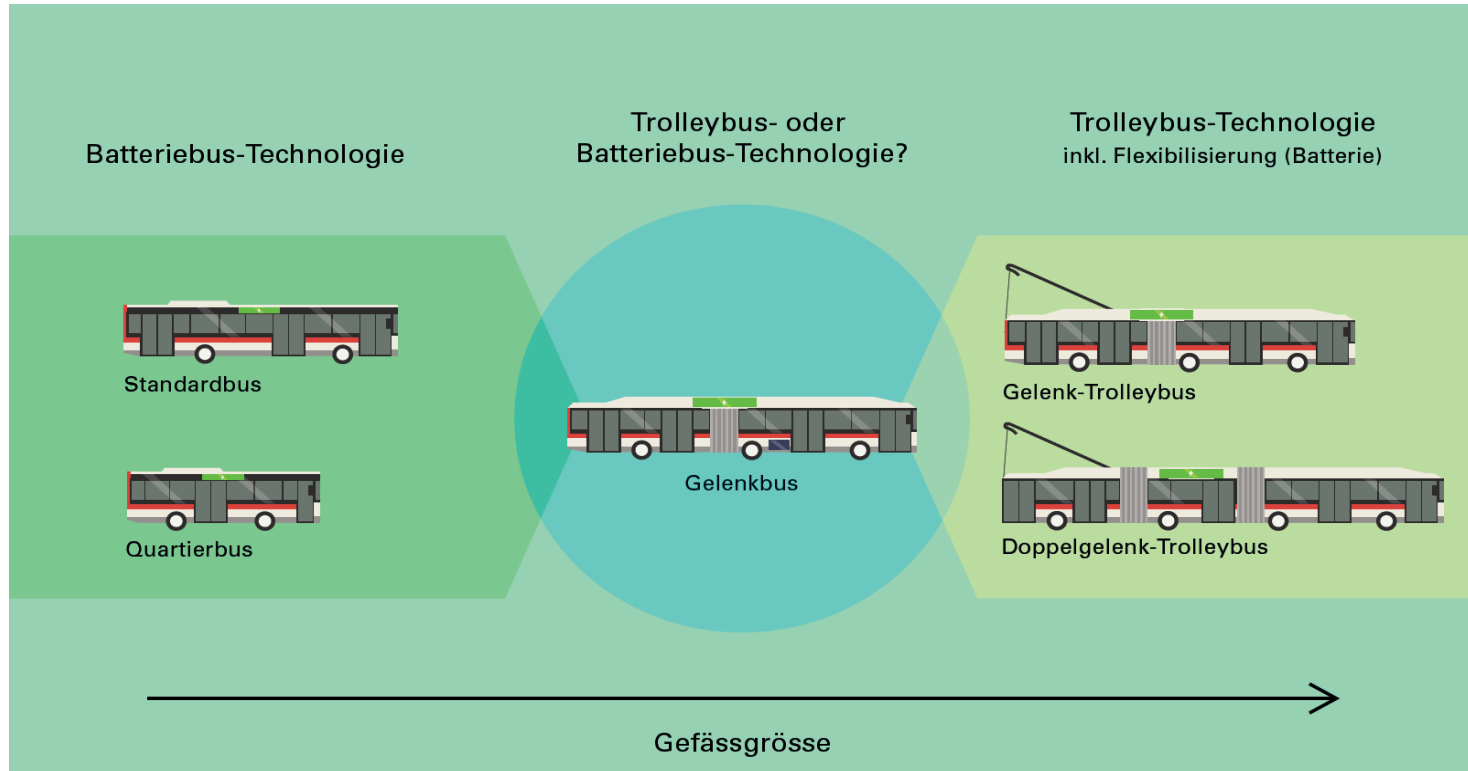 Batteriebus-Technologie
Trolleybus- oder
Batteriebus-Technologie?
Trolleybus-Technologie
inkl. Flexibilisierung (Batterie)
Standardbus
Quartierbus
Gelenkbus
Gelenk-Trolleybus
Doppelgelenk-Trolleybus
Gefässgrösse